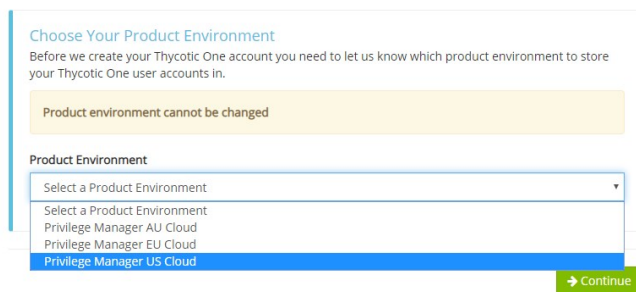 Choose Your Product Environment
Before we create your Thycotic One account you need to let us know which product environment to store
your Thycotic One user accounts in.
Product environment cannot be changed
Product Environment
Select a Product Environment
Select a Product Environment
Privilege Manager AU Cloud
Privilege Manager EU Cloud
Privilege Manager US Cloud
Continue